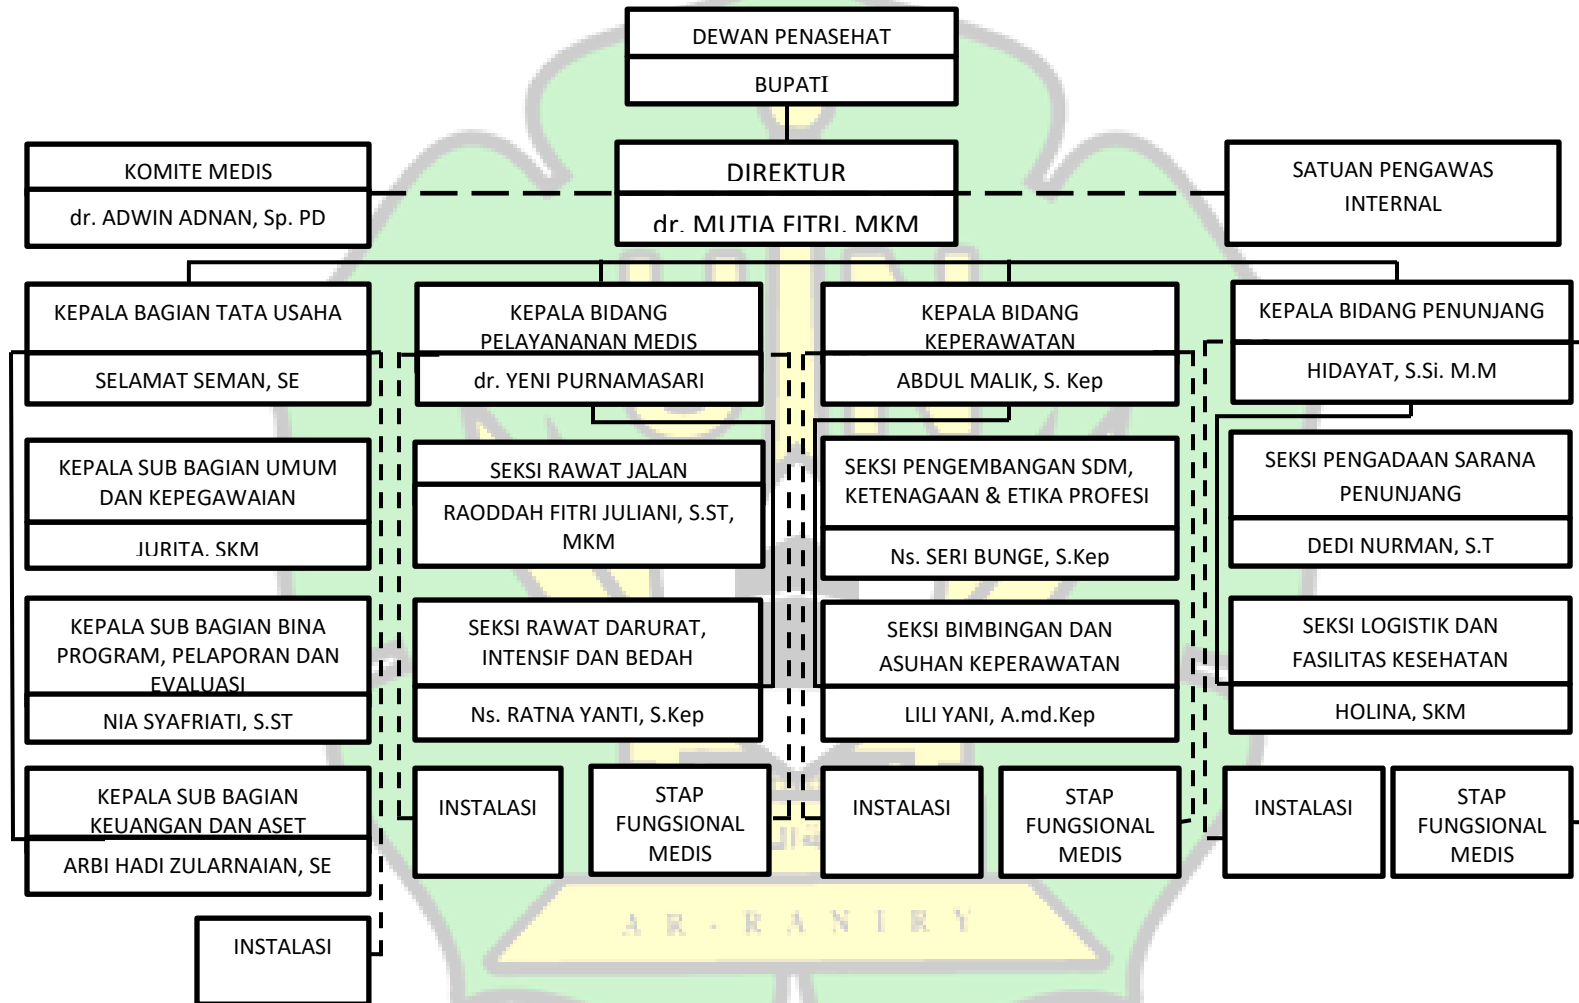 DEWAN PENASEHAT
BUPATI
KOMITE MEDIS
dr. ADWIN ADNAN, Sp. PD
DIREKTUR
dr. MUTIA FITRI. MKM
SATUAN PENGAWAS
INTERNAL
KEPALA BAGIAN TATA USAHA
SELAMAT SEMAN, SE
KEPALA BIDANG
PELAYANANAN MEDIS
dr. YENI PURNAMASARI
KEPALA BIDANG
KEPERAWATAN
ABDUL MALIK, S. Kep
KEPALA BIDANG PENUNJANG
HIDAYAT, S.Si. M.M
KEPALA SUB BAGIAN UMUM
DAN KEPEGAWAIAN
JURITA. SKM
SEKSI RAWAT JALAN
RAODDAH FITRI JULIANI, S.ST,
MKM
SEKSI PENGEMBANGAN SDM,
KETENAGAAN & ETIKA PROFESI
Ns. SERI BUNGE, S.Kep
SEKSI PENGADAAN SARANA
PENUNJANG
DEDI NURMAN, S.T
KEPALA SUB BAGIAN BINA
PROGRAM, PELAPORAN DAN
EVALUASI
NIA SYAFRIATI, S.ST
SEKSI RAWAT DARURAT,
INTENSIF DAN BEDAH
Ns. RATNA YANTI, S.Kep
SEKSI BIMBINGAN DAN
ASUHAN KEPERAWATAN
LILI YANI, A.md.Kep
SEKSI LOGISTIK DAN
FASILITAS KESEHATAN
HOLINA, SKM
KEPALA SUB BAGIAN
KEUANGAN DAN ASET
ARBI HADI ZULARNAIAN, SE
INSTALASI
STAP
FUNGSIONAL
MEDIS
INSTALASI
STAP
FUNGSIONAL
MEDIS
INSTALASI
STAP
FUNGSIONAL
MEDIS
INSTALASI
UIN
AR-RANIRY